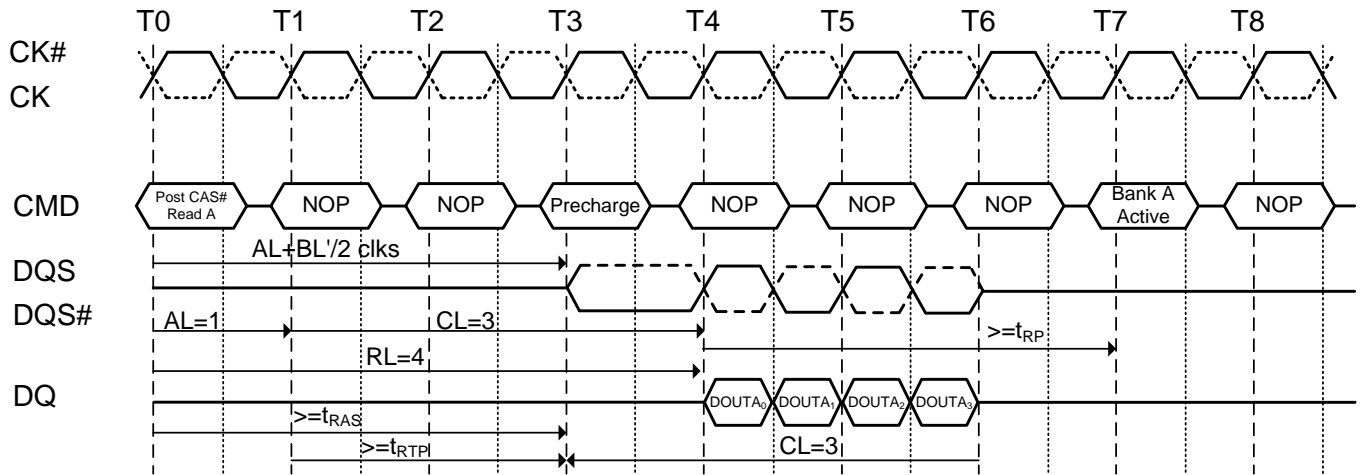 T0 T1 T2 T3 T4 T5 T6 T7 T8
CK#
CK
CMD
Post CAS#
Read A
NOP
NOP
Precharge
NOP
NOP
NOP
Bank A
Active
NOP
AL+BL'/2 clks
DQS
DQS#
AL=1
CL=3
>=tRP
RL=4
DQ
DOUTA0 DOUTA1 DOUTA2 DOUTA3
>=tRAS
>=tRTP
CL=3